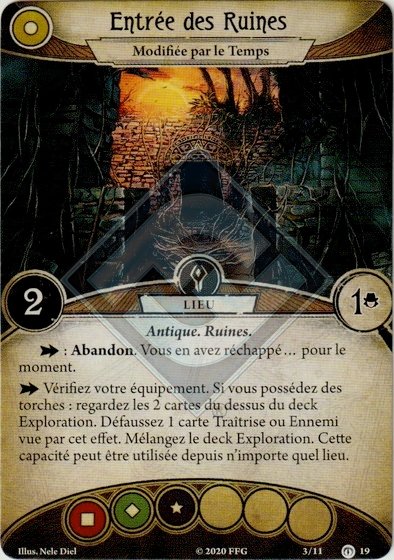 Entrée des Ruines
Modifiée par le Temps
2
LIEU
1
Antique. Ruines.
: Abandon. Vous en avez réchappé… pour le
moment.
Vérifiez votre équipement. Si vous possédez des
torches : regardez les 2 cartes du dessus du deck
Exploration. Défaussez 1 carte Traîtrise ou Ennemi
vue par cet effet. Mélangez le deck Exploration. Cette
capacité peut être utilisée depuis n'importe quel lieu.
Illus. Nele Diel
© 2020 FFG
3/11
19